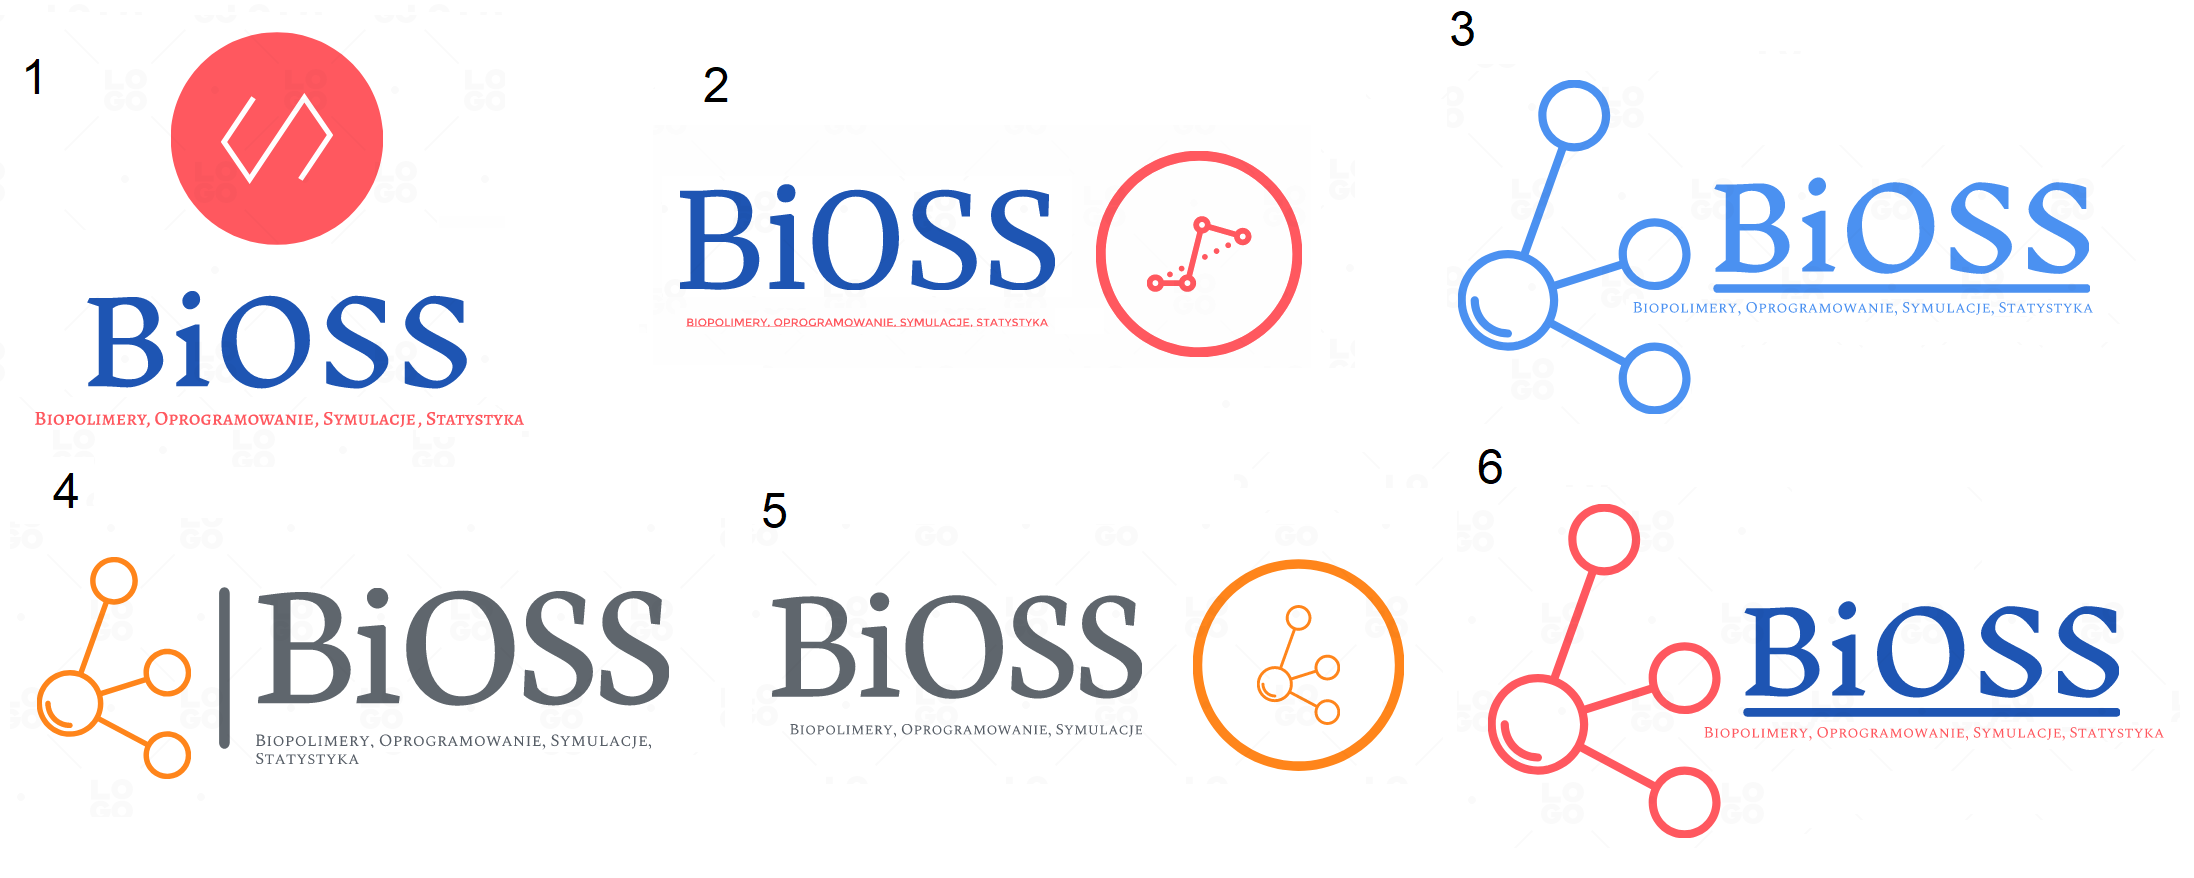 1
BiOSS
Biopolimery, Oprogramowanie, Symulacje, Statystyka
2
BiOSS
BIOPOLIMERY, OPROGRAMOWANIE, SYMULACJE, STATYSTYKA
3
BiOSS
Biopolimery, Oprogramowanie, Symulacje, Statystyka
4
BiOSS
Biopolimery, Oprogramowanie, Symulacje,
Statystyka
5
BiOSS
Biopolimery, Oprogramowanie, Symulacje
6
BiOSS
Biopolimery, Oprogramowanie, Symulacje, Statystyka